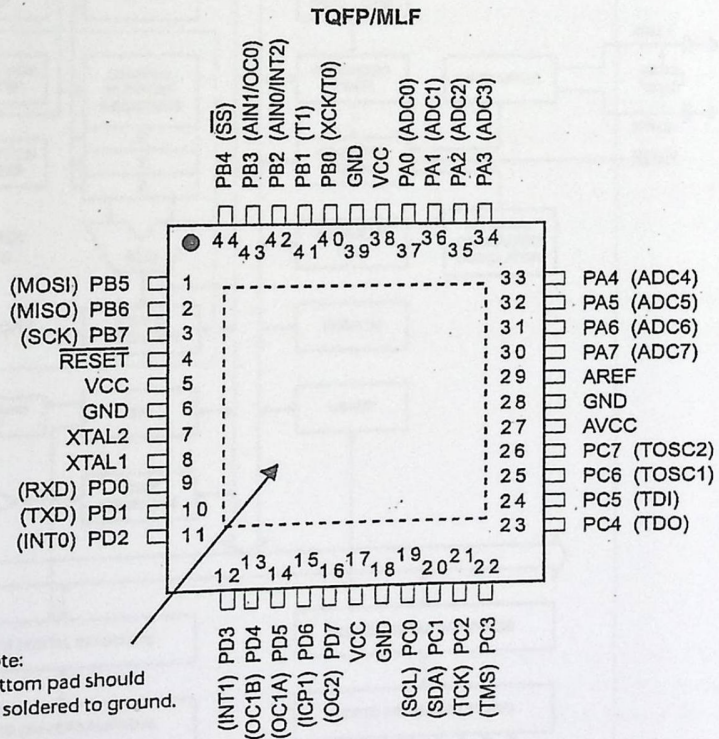 TQFP/MLF
PB4 (SS)
PB3 (AIN1/OC0)
PB2 (AIN0/INT2)
PB1 (T1)
PB0 (XCK/T0)
GND
VCC
PA0 (ADC0)
PA1 (ADC1)
PA2 (ADC2)
PA3 (ADC3)
44 43 42 41 40 39 38 37 36 35 34
(MOSI) PB5 1
(MISO) PB6 2
(SCK) PB7 3
RESET 4
VCC 5
GND 6
XTAL2 7
XTAL1 8
(RXD) PD0 9
(TXD) PD1 10
(INT0) PD2 11
33 PA4 (ADC4)
32 PA5 (ADC5)
31 PA6 (ADC6)
30 PA7 (ADC7)
29 AREF
28 GND
27 AVCC
26 PC7 (TOSC2)
25 PC6 (TOSC1)
24 PC5 (TDI)
23 PC4 (TDO)
12 13 14 15 16 17 18 19 20 21 22
(INT1) PD3
(OC1B) PD4
(OC1A) PD5
(ICP1) PD6
(OC2) PD7
VCC
GND
(SCL) PC0
(SDA) PC1
(TCK) PC2
(TMS) PC3
te:
ttom pad should
soldered to ground.